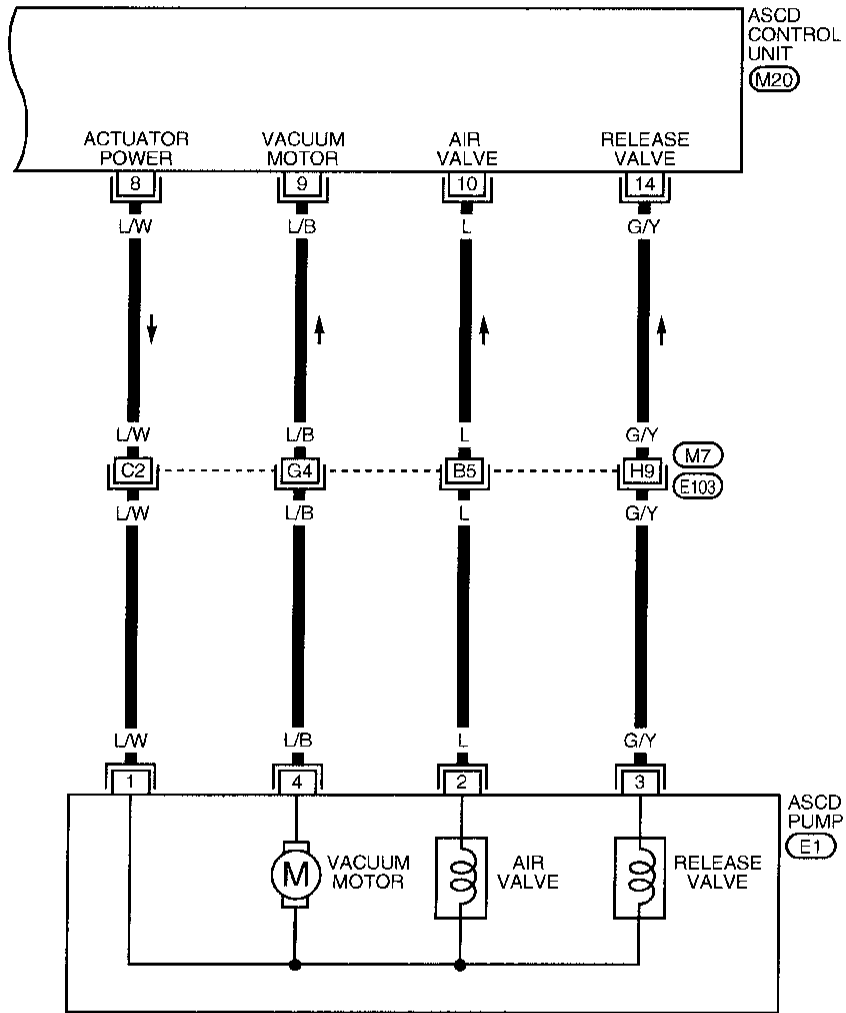 ASCD
CONTROL
UNIT
M20
ACTUATOR
POWER
VACUUM
MOTOR
AIR
VALVE
RELEASE
VALVE
8
9
10
14
L/W
L/B
L
G/Y
L/W
L/B
L
G/Y
C2
G4
B5
H9
M7
E103
L/W
L/B
L
G/Y
L/W
L/B
L
G/Y
1
4
2
3
ASCD
PUMP
E1
M
VACUUM
MOTOR
AIR
VALVE
RELEASE
VALVE